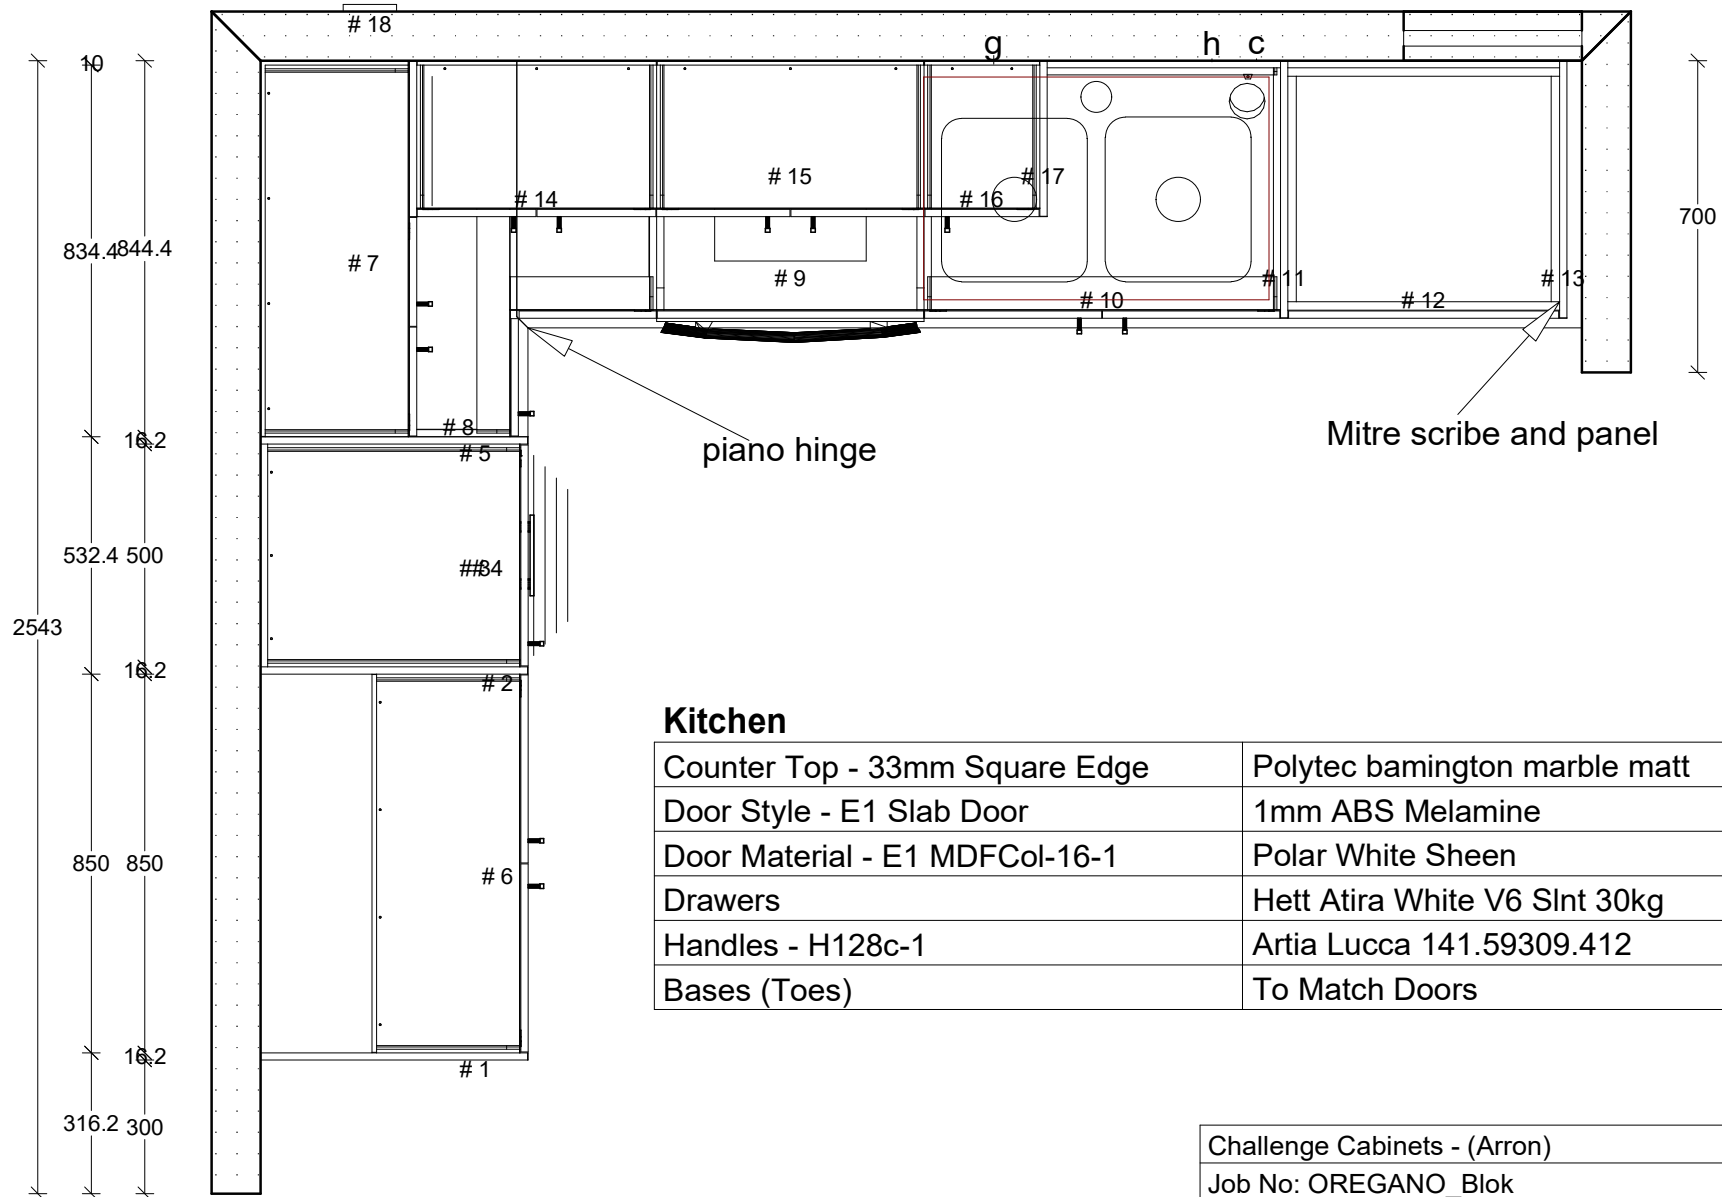 # 18
g h c
10
# 17
# 15
# 14
# 16
700
834.4 844.4
# 7
# 9
# 11
# 13
# 10
# 12
# 8
16.2
# 5
piano hinge
Mitre scribe and panel
532.4 500
2543
16.2
# 2
Kitchen
Counter Top - 33mm Square Edge Polytec bamington marble matt
Door Style - E1 Slab Door 1mm ABS Melamine
850 850
# 6
Door Material - E1 MDFCol-16-1 Polar White Sheen
Drawers Hett Atira White V6 Slnt 30kg
Handles - H128c-1 Artia Lucca 141.59309.412
Bases (Toes) To Match Doors
16.2
# 1
316.2 300
Challenge Cabinets - (Arron)
Job No: OREGANO_Blok